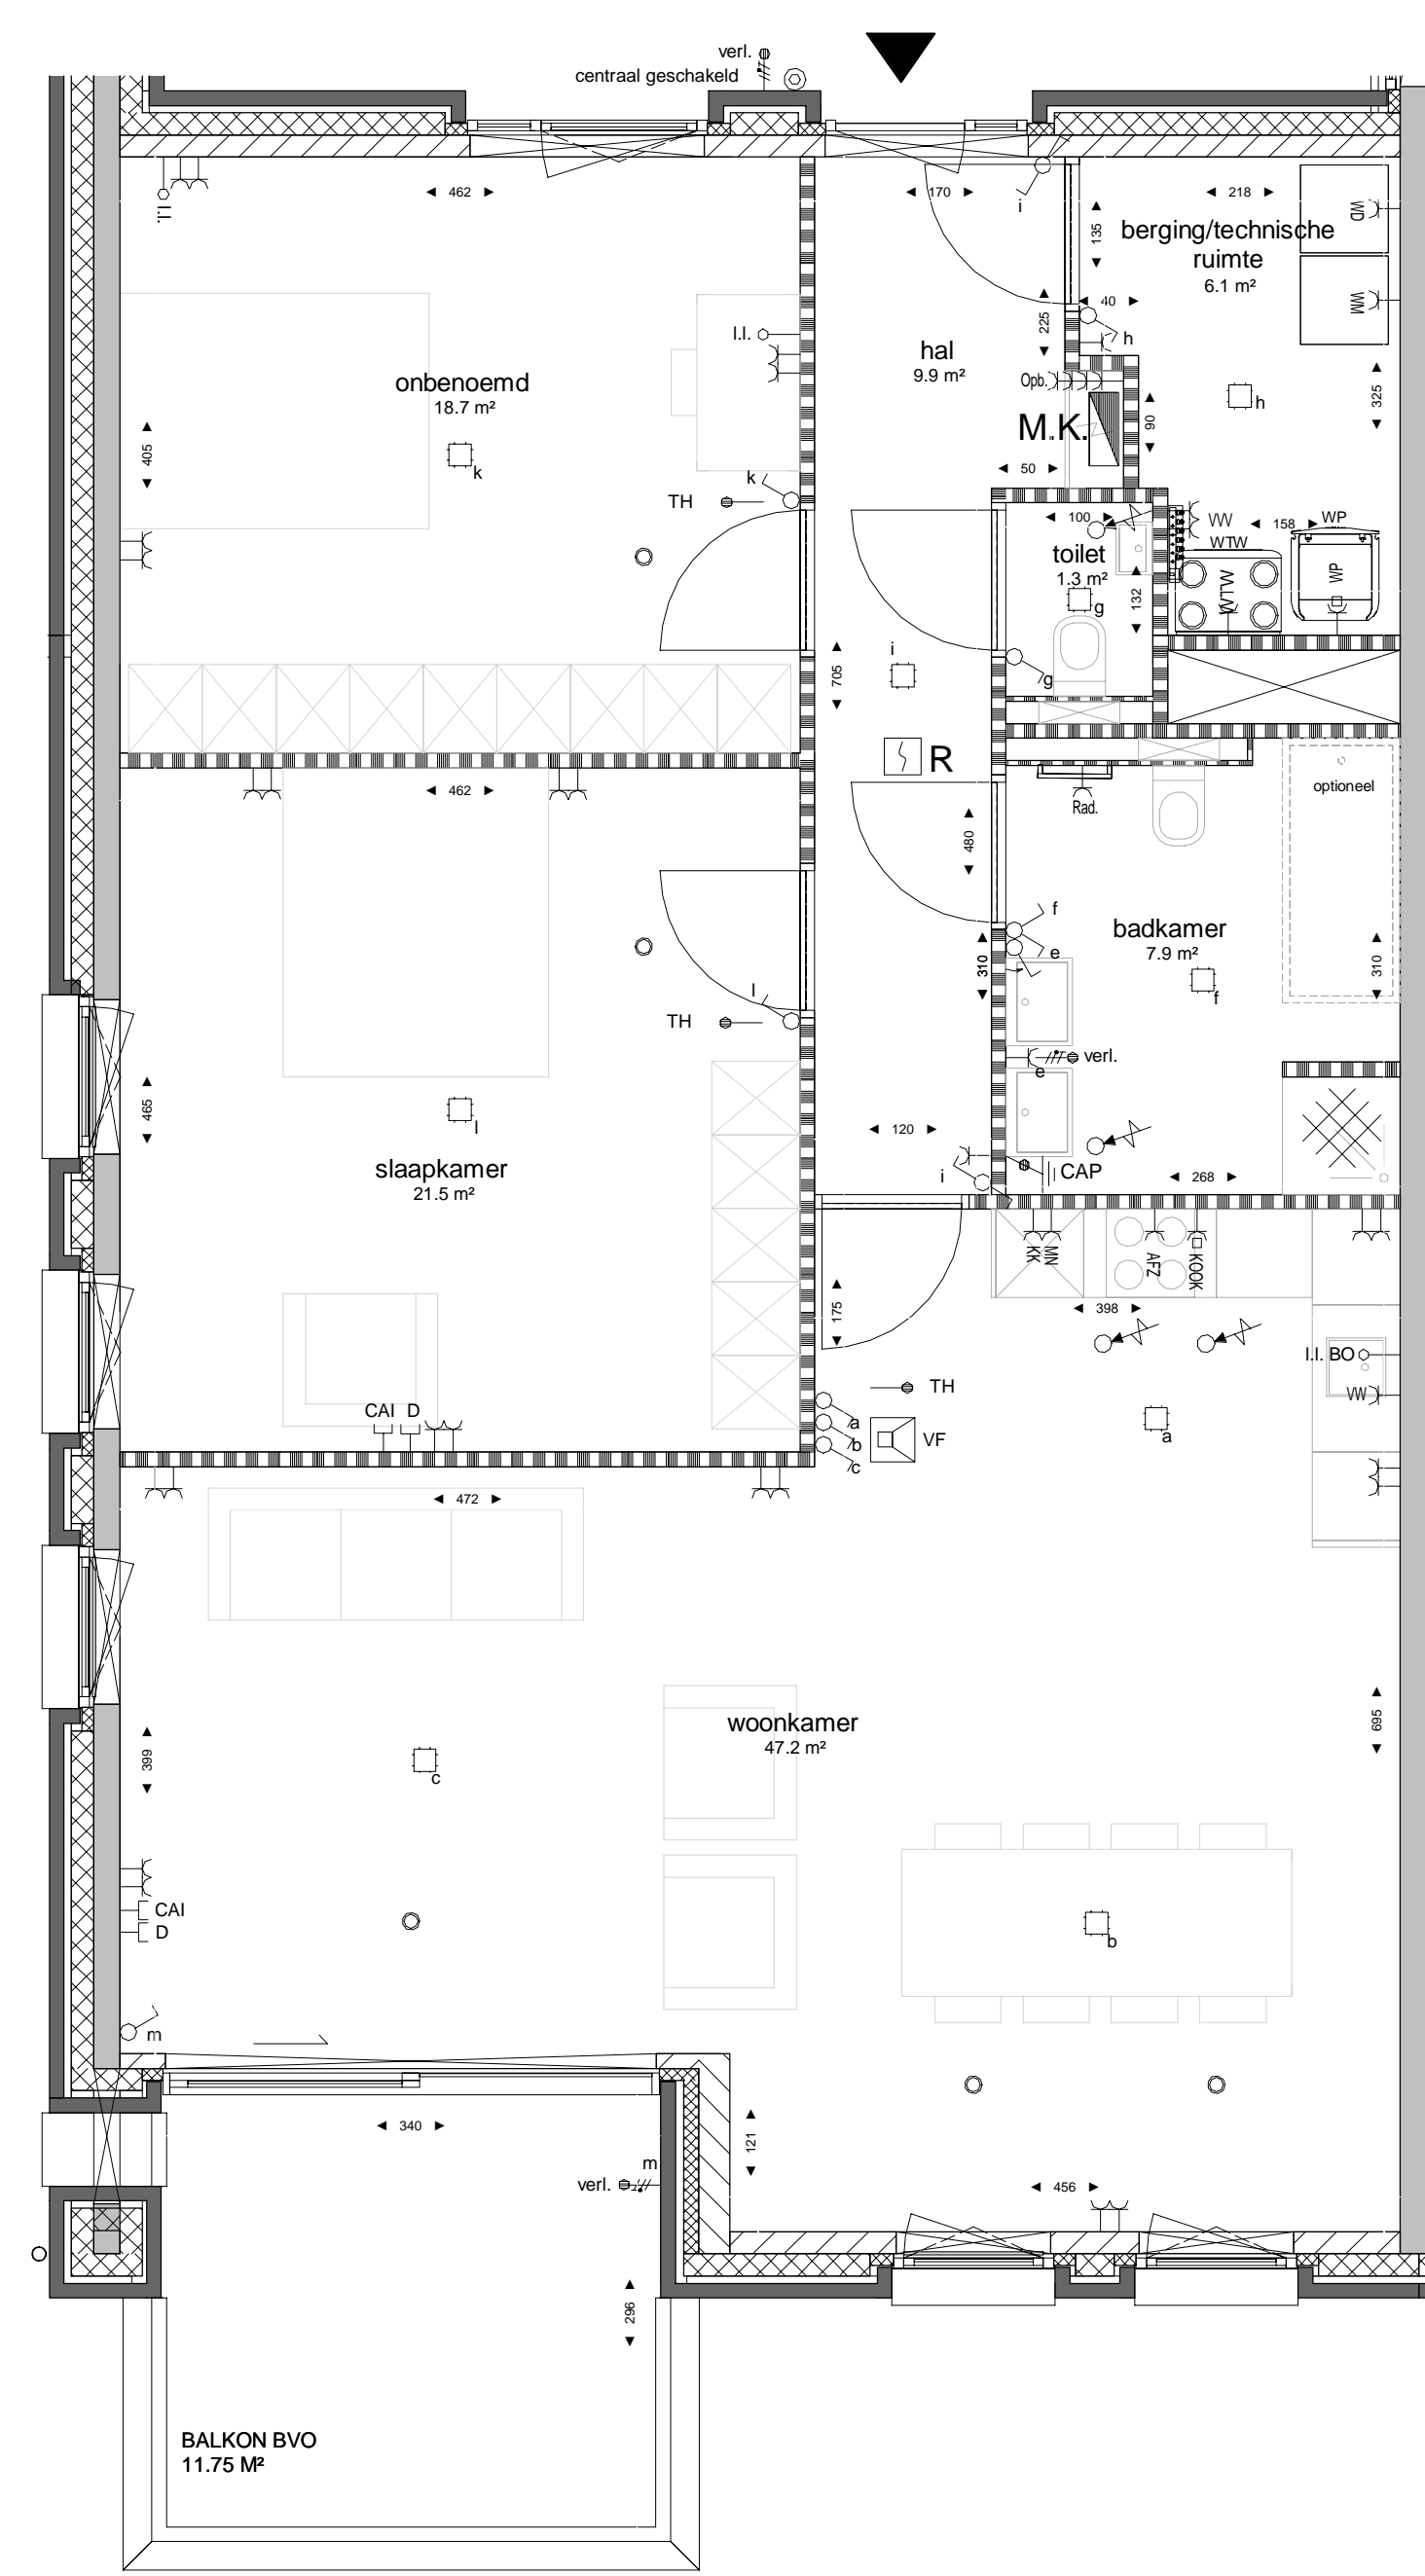 verl.
centraal geschakeld
I.I.
462
170
i
218
135
berging/technische
ruimte
6.1 m²
WD
WM
40
225
h
I.I.
hal
9.9 m²
Opb.
onbenoemd
18.7 m²
405
k
M.K.
90
325
h
50
k
TH
100
toilet
1.3 m²
g
132
VW
WTW
158
WP
WP
WTW
g
i
705
R
462
Rad.
optioneel
480
f
e
badkamer
7.9 m²
310
310
f
l
TH
verl.
e
465
l
slaapkamer
21.5 m²
120
i
CAP
268
KK
MN
AFZ
KOOK
398
175
I.I. BO
VW
TH
a
b
c
VF
a
CAI
D
472
woonkamer
47.2 m²
695
399
c
CAI
D
b
m
340
121
m
verl.
456
296
BALKON BVO
11.75 M²